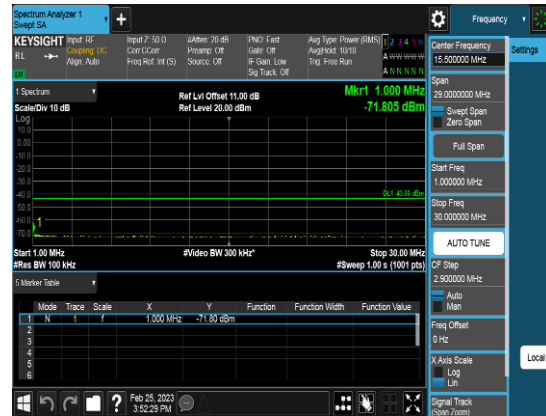 Spectrum Analyzer 1
Swept SA
+
Frequency
KEYSIGHT
RL
Input: RF
Coupling: DC
Align: Auto
Input Z: 50 Ω
Corr CCorr
Freq Ref: Int (S)
#Atten: 20 dB
Preamp: Off
Source: Off
PNO: Fast
Gate: Off
IF Gain: Low
Sig Track: Off
Avg Type: Power (RMS)
Avg|Hold: 10/10
Trig: Free Run
1 2 3 4 5 6
A W W W W W
A N N N N N
1 Spectrum
Scale/Div 10 dB
Ref Lvl Offset 11.00 dB
Ref Level 20.00 dBm
Mkr1 1.000 MHz
-71.805 dBm
Log
10.0
0.00
-10.0
-20.0
-30.0
-40.0
-50.0
-60.0
-70.0
DL1 -43.00 dBm
1
Start 1.00 MHz
#Res BW 100 kHz
#Video BW 300 kHz*
Stop 30.00 MHz
#Sweep 1.00 s (1001 pts)
5 Marker Table
Mode Trace Scale X Y Function Function Width Function Value
1 N 1 f 1.000 MHz -71.80 dBm
2
3
4
5
6
Feb 25, 2023
3:52:29 PM
Center Frequency
15.500000 MHz
Settings
Span
29.0000000 MHz
Swept Span
Zero Span
Full Span
Start Freq
1.000000 MHz
Stop Freq
30.000000 MHz
AUTO TUNE
CF Step
2.900000 MHz
Auto
Man
Freq Offset
0 Hz
X Axis Scale
Log
Lin
Local
Signal Track
(Span Zoom)